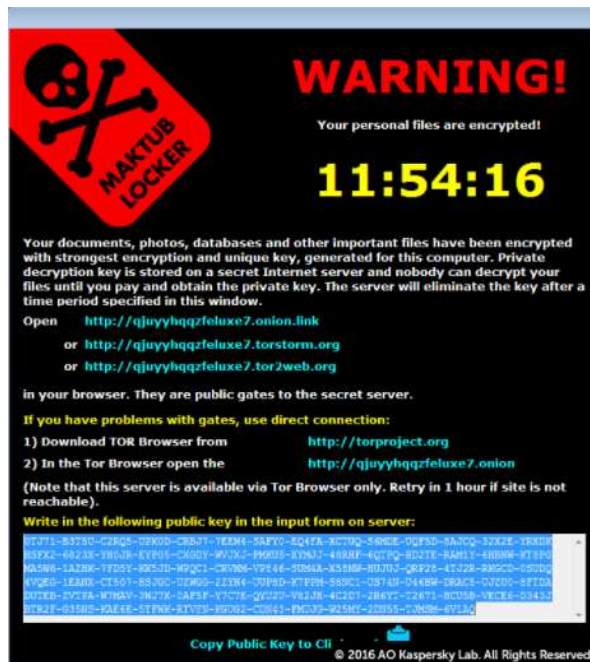 MAKTUB
LOCKER
WARNING!
Your personal files are encrypted!
11:54:16
Your documents, photos, databases and other important files have been encrypted
with strongest encryption and unique key, generated for this computer. Private
decryption key is stored on a secret Internet server and nobody can decrypt your
files until you pay and obtain the private key. The server will eliminate the key after a
time period specified in this window.
Open http://qjuyyhqqzfeluxe7.onion.link
or http://qjuyyhqqzfeluxe7.torstorm.org
or http://qjuyyhqqzfeluxe7.tor2web.org
in your browser. They are public gates to the secret server.
If you have problems with gates, use direct connection:
1) Download TOR Browser from http://torproject.org
2) In the Tor Browser open the http://qjuyyhqqzfeluxe7.onion
(Note that this server is available via Tor Browser only. Retry in 1 hour if site is not
reachable).
Write in the following public key in the input form on server:
Copy Public Key to Cli
© 2016 AO Kaspersky Lab. All Rights Reserved